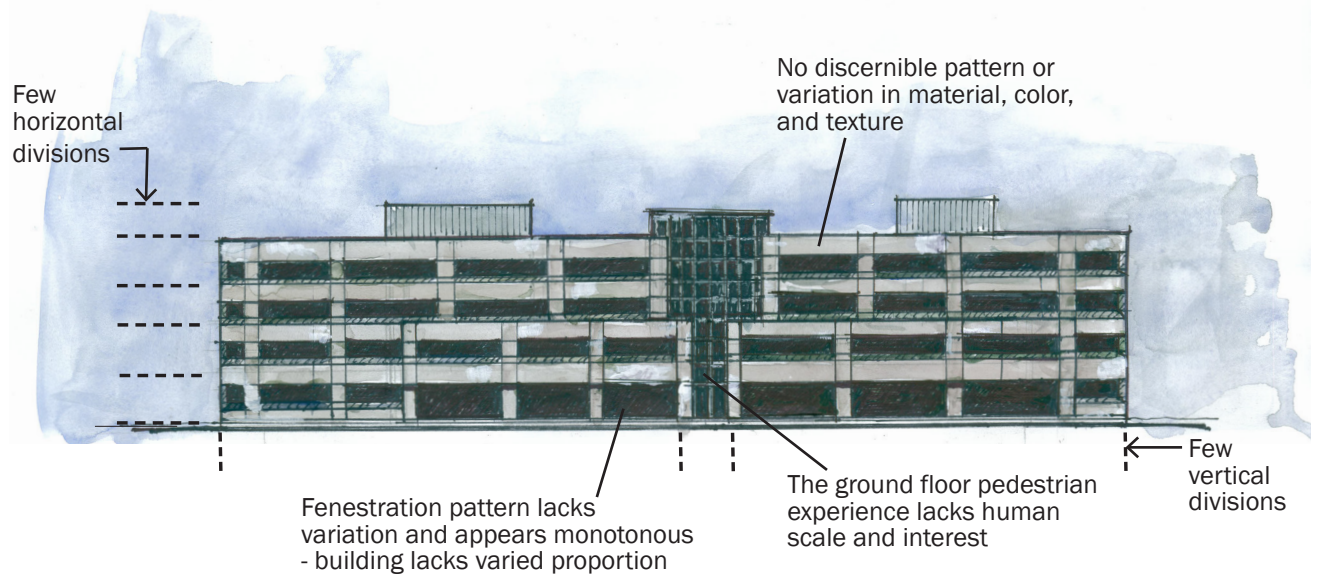 Few
horizontal
divisions
No discernible pattern or
variation in material, color,
and texture
Fenestration pattern lacks
variation and appears monotonous
- building lacks varied proportion
The ground floor pedestrian
experience lacks human
scale and interest
Few
vertical
divisions